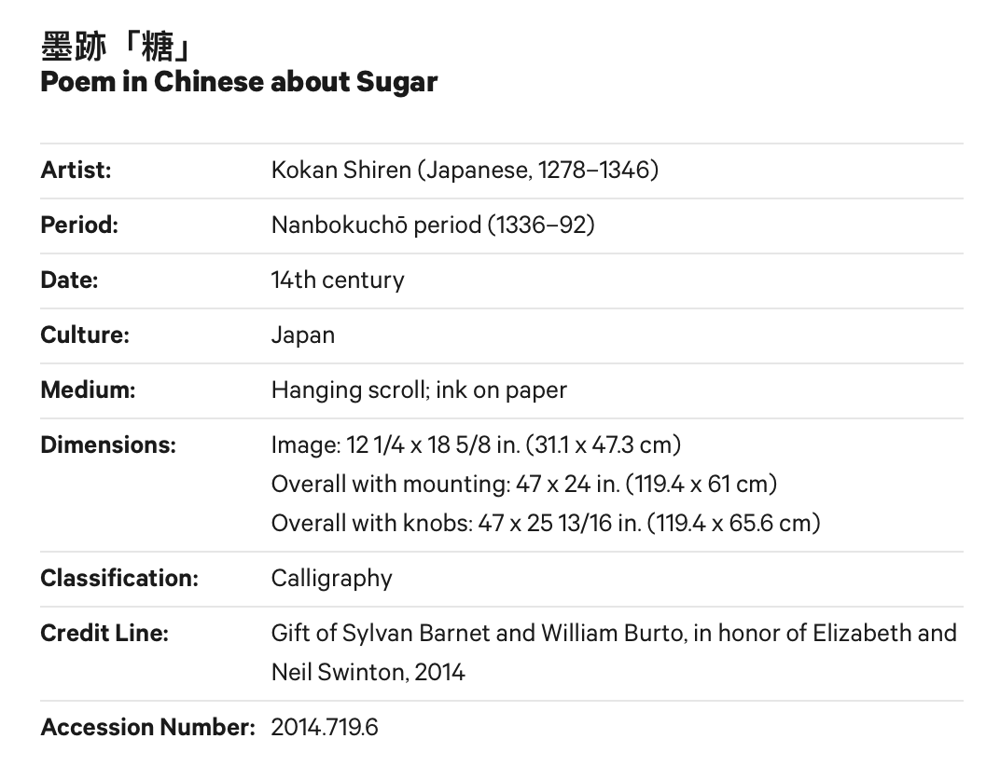 墨跡「糖」
Poem in Chinese about Sugar
Artist: Kokan Shiren (Japanese, 1278–1346)
Period: Nanbokuchō period (1336–92)
Date: 14th century
Culture: Japan
Medium: Hanging scroll; ink on paper
Dimensions: Image: 12 1/4 x 18 5/8 in. (31.1 x 47.3 cm)
Overall with mounting: 47 x 24 in. (119.4 x 61 cm)
Overall with knobs: 47 x 25 13/16 in. (119.4 x 65.6 cm)
Classification: Calligraphy
Credit Line: Gift of Sylvan Barnet and William Burto, in honor of Elizabeth and
Neil Swinton, 2014
Accession Number: 2014.719.6